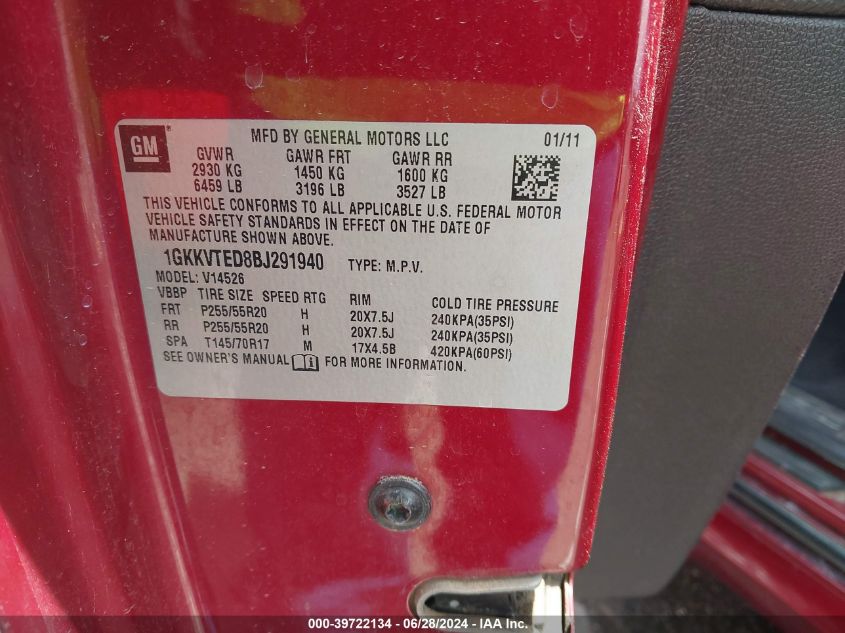 GM
MFD BY GENERAL MOTORS LLC 01/11
GVWR GAWR FRT GAWR RR
2930 KG 1450 KG 1600 KG
6459 LB 3196 LB 3527 LB
THIS VEHICLE CONFORMS TO ALL APPLICABLE U.S. FEDERAL MOTOR
VEHICLE SAFETY STANDARDS IN EFFECT ON THE DATE OF
MANUFACTURE SHOWN ABOVE.
1GKKVTED8BJ291940 TYPE: M.P.V.
MODEL: V14526
VBBP TIRE SIZE SPEED RTG RIM COLD TIRE PRESSURE
FRT P255/55R20 H 20X7.5J 240KPA(35PSI)
RR P255/55R20 H 20X7.5J 240KPA(35PSI)
SPA T145/70R17 M 17X4.5B 420KPA(60PSI)
SEE OWNER'S MANUAL FOR MORE INFORMATION.
000-39722134 - 06/28/2024 - IAA Inc.